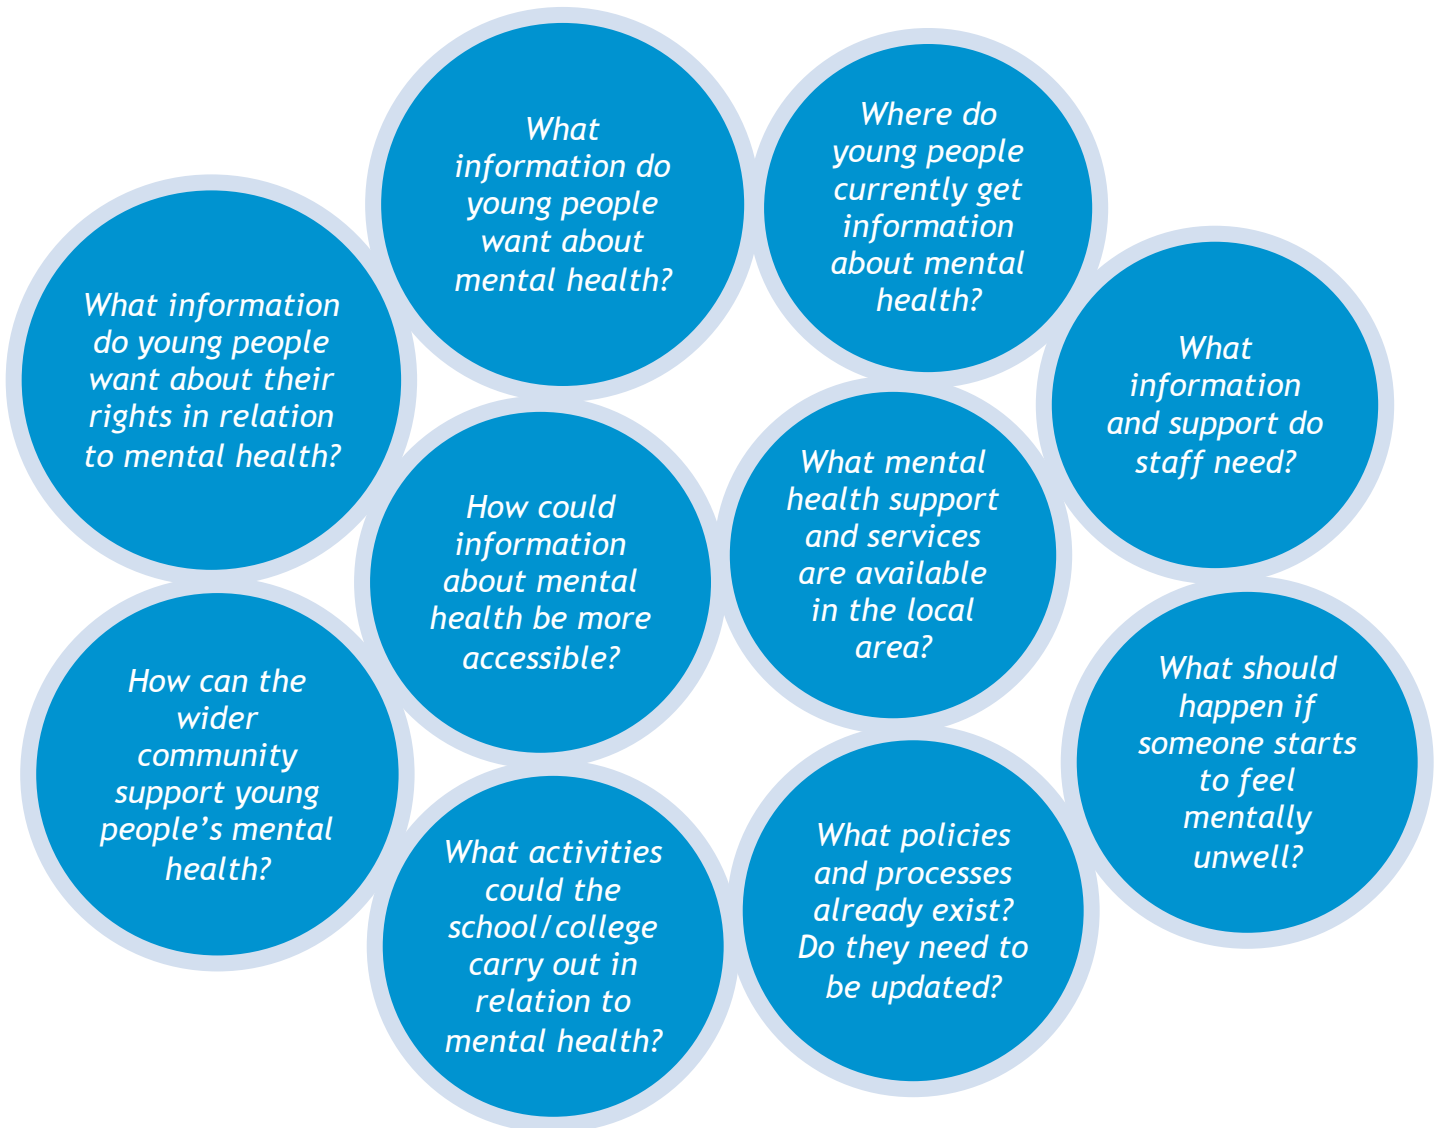 What
information do
young people
want about
mental health?
Where do
young people
currently get
information
about mental
health?
What information
do young people
want about their
rights in relation
to mental health?
What
information
and support do
staff need?
How could
information
about mental
health be more
accessible?
What mental
health support
and services
are available
in the local
area?
How can the
wider
community
support young
people’s mental
health?
What should
happen if
someone starts
to feel
mentally
unwell?
What activities
could the
school/college
carry out in
relation to
mental health?
What policies
and processes
already exist?
Do they need to
be updated?